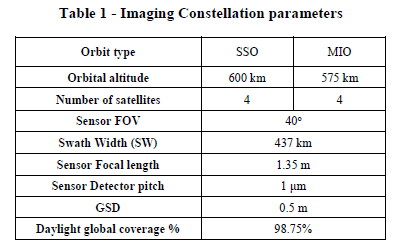 Table 1 - Imaging Constellation parameters
Orbit type SSO MIO
Orbital altitude 600 km 575 km
Number of satellites 4 4
Sensor FOV 40°
Swath Width (SW) 437 km
Sensor Focal length 1.35 m
Sensor Detector pitch 1 µm
GSD 0.5 m
Daylight global coverage % 98.75%